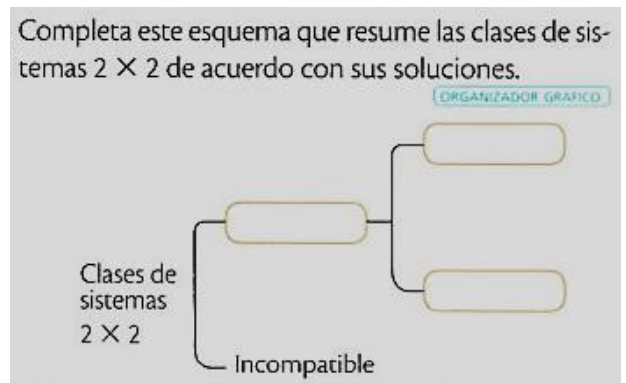 Completa este esquema que resume las clases de sis-
temas 2 × 2 de acuerdo con sus soluciones.
ORGANIZADOR GRÁFICO
Clases de
sistemas
2 × 2
Incompatible